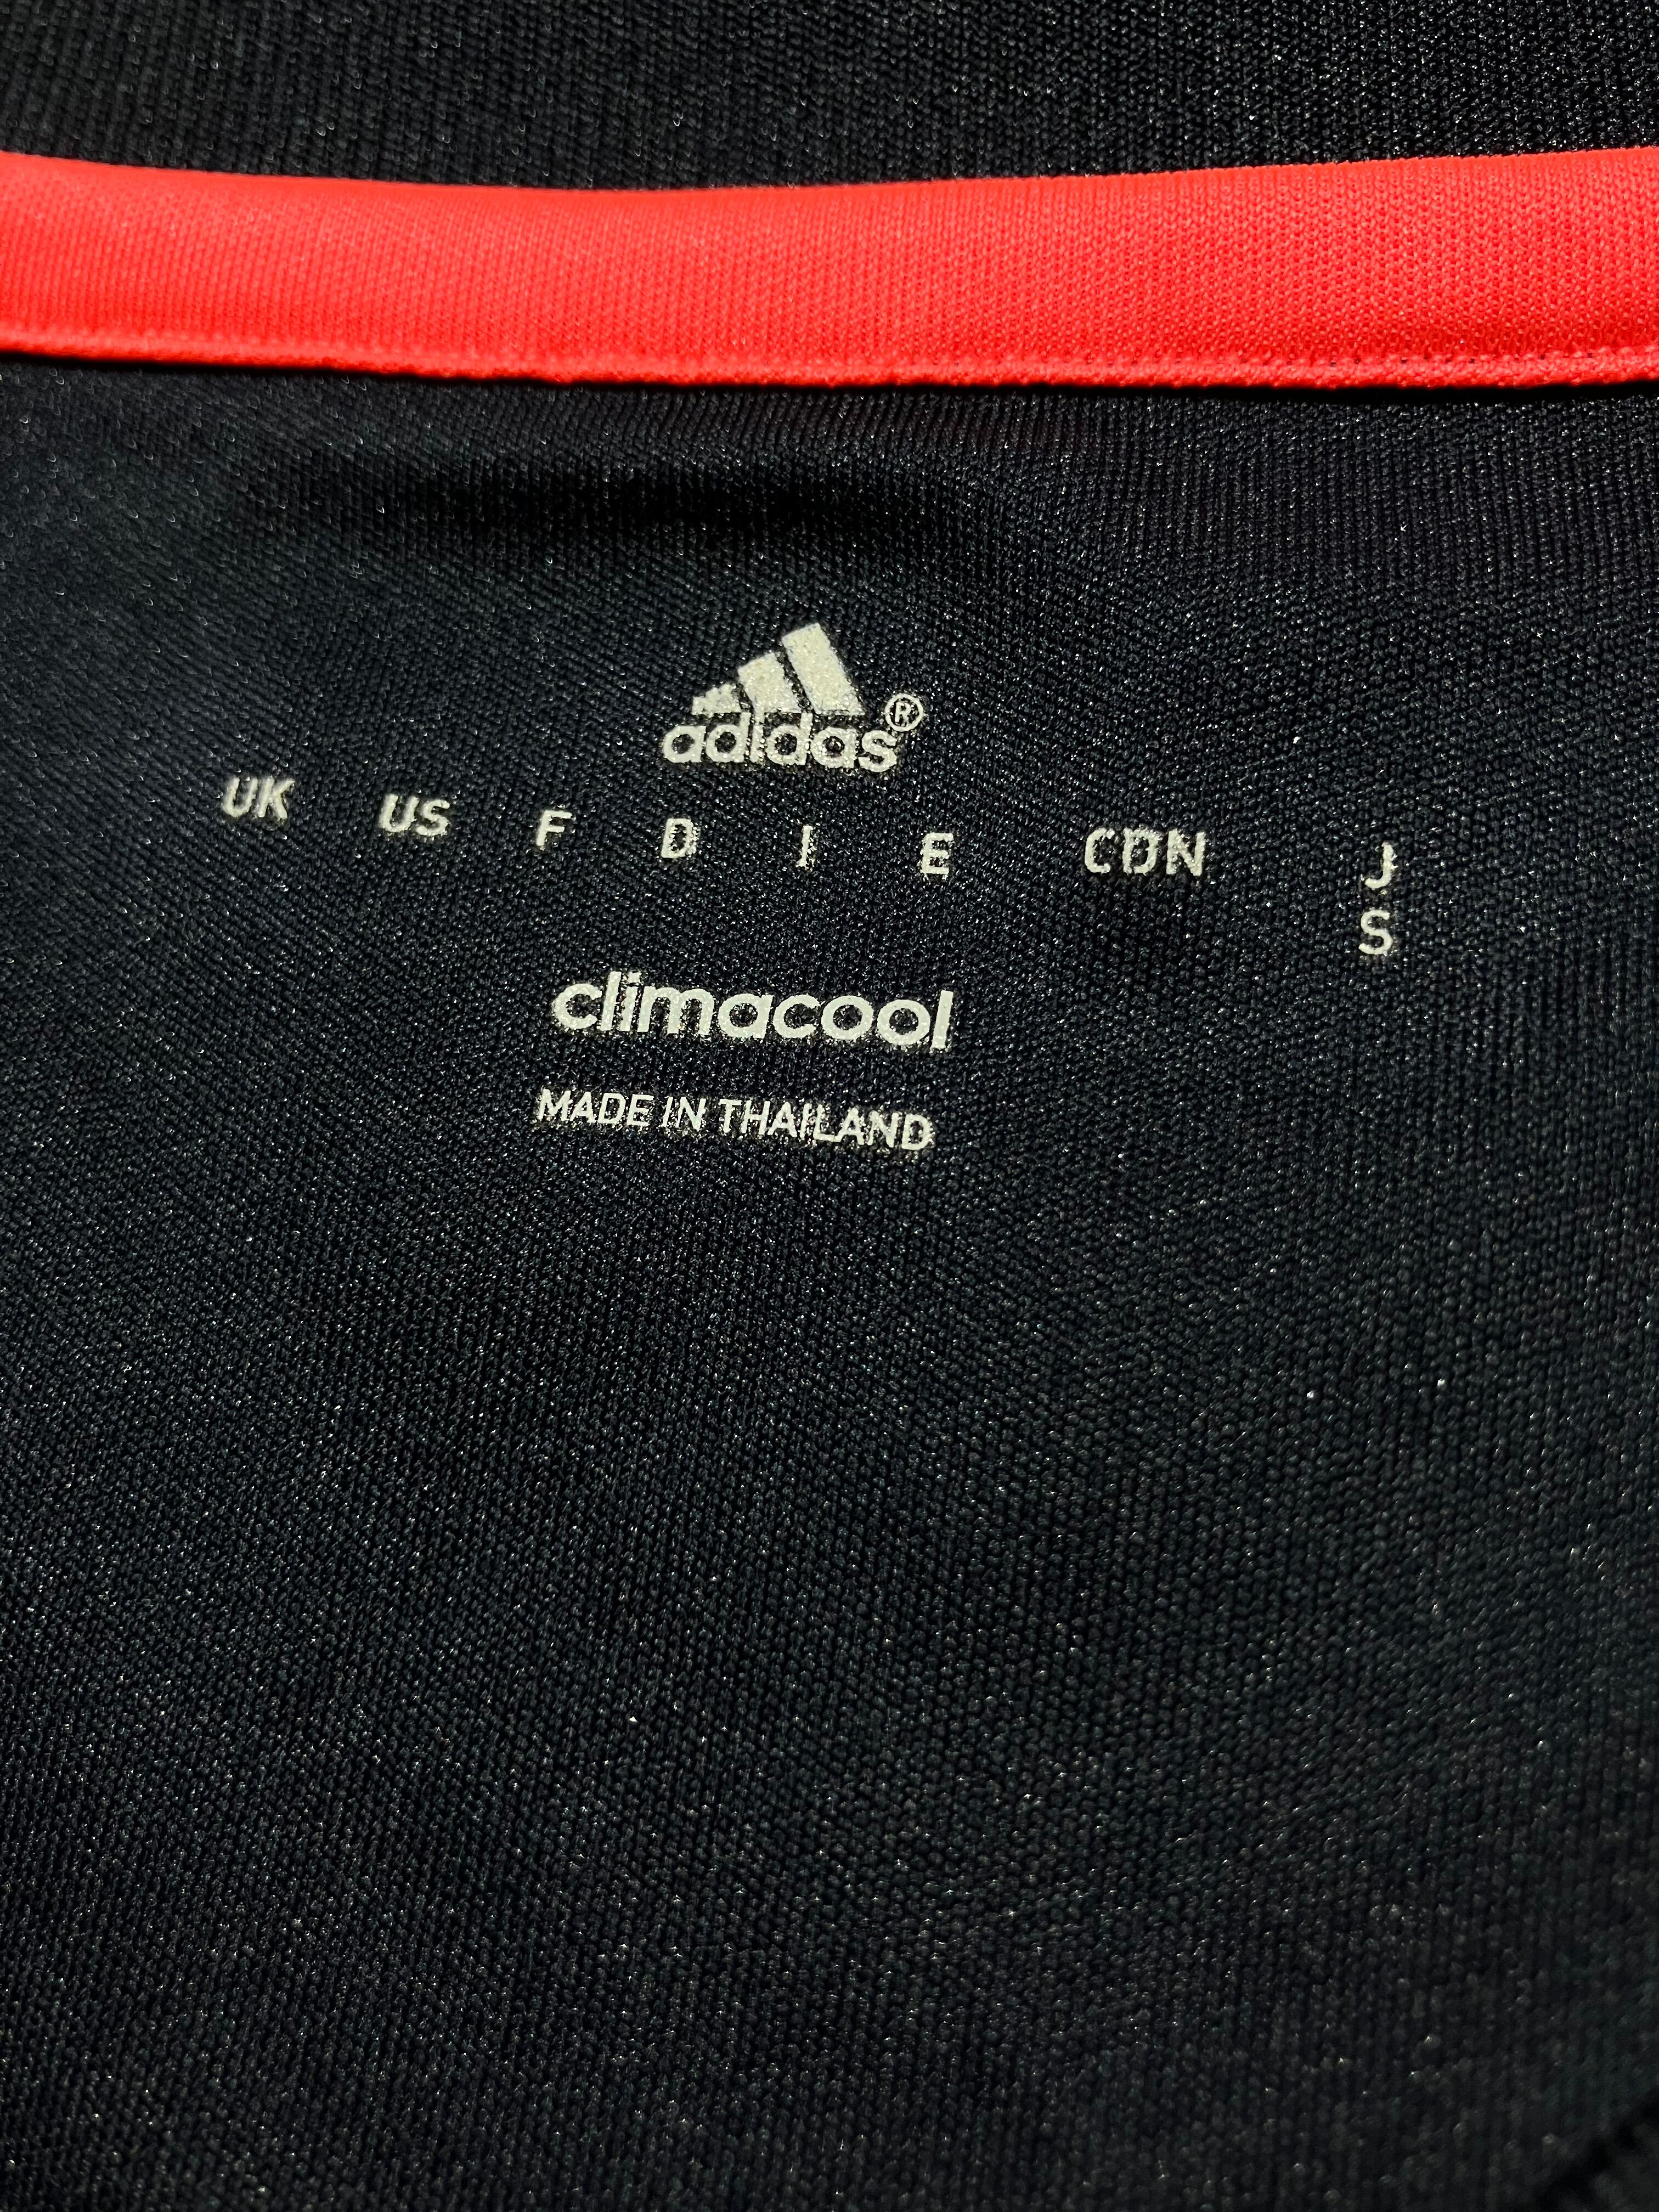 adidas®
UK US F D I E CDN J
S
climacool
MADE IN THAILAND